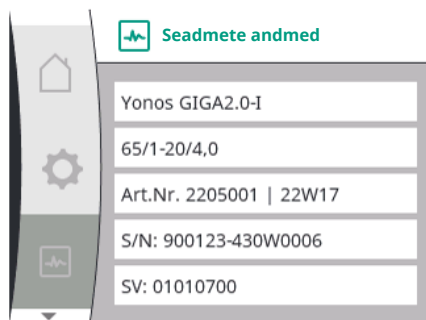 Seadmete andmed
Yonos GIGA2.0-I
65/1-20/4,0
Art.Nr. 2205001 | 22W17
S/N: 900123-430W0006
SV: 01010700